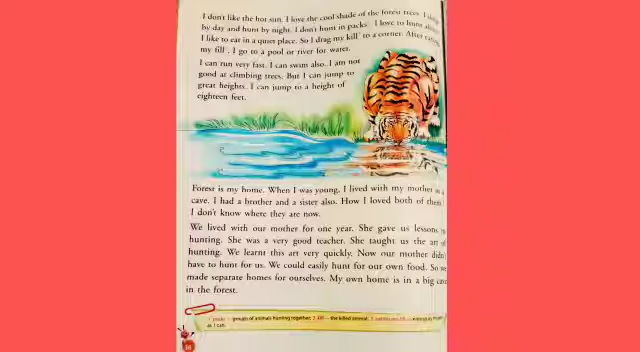 I don't like the hot sun. I love the cool shade of the forest trees. I
by day and hunt by night. I don't hunt in packs¹. I love to hunt
I like to eat in a quiet place. So I drag my kill² to a corner. After
my fill³, I go to a pool or river for water.
I can run very fast. I can swim also. I am not
good at climbing trees. But I can jump to
great heights. I can jump to a height of
eighteen feet.
Forest is my home. When I was young, I lived with my mother in a
cave. I had a brother and a sister also. How I loved both of them!
I don't know where they are now.
We lived with our mother for one year. She gave us lessons in
hunting. She was a very good teacher. She taught us the art of
hunting. We learnt this art very quickly. Now our mother didn't
have to hunt for us. We could easily hunt for our own food. So we
made separate homes for ourselves. My own home is in a big cave
in the forest.
1. packs — groups of animals hunting together; 2. kill — the killed animal;
as I can.